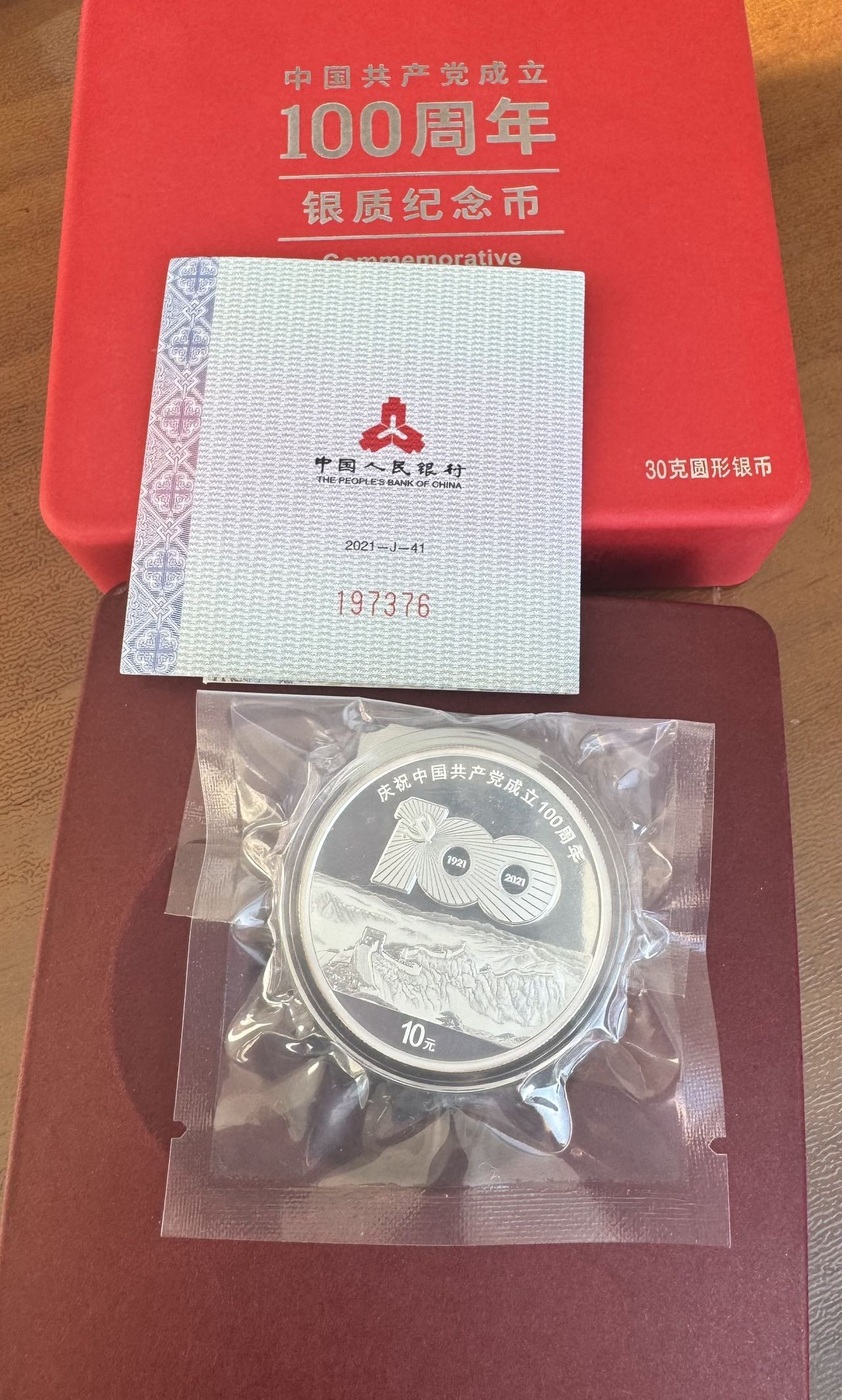 中国共产党成立
100周年
银质纪念币
Commemorative
30克圆形银币
中国人民银行
THE PEOPLE'S BANK OF CHINA
2021—J—41
197376
庆祝中国共产党成立100周年
1921
2021
10元